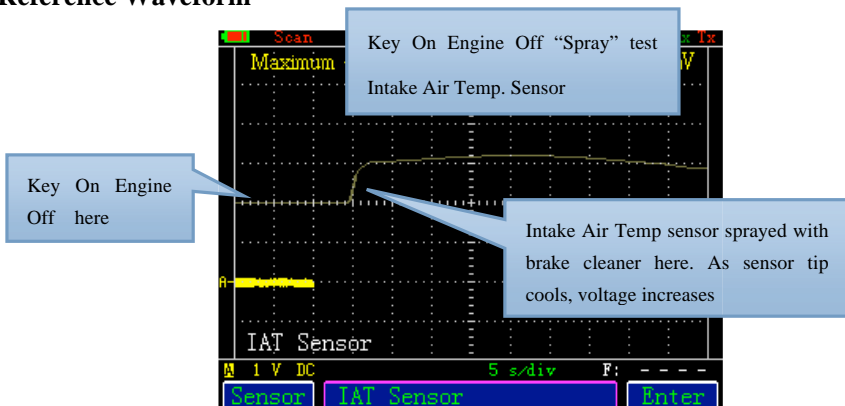 Reference Waveform
Scan
x Tx
Maximum
V
Key On Engine Off “Spray” test
Intake Air Temp. Sensor
Key On Engine
Off here
Intake Air Temp sensor sprayed with
brake cleaner here. As sensor tip
cools, voltage increases
A
IAT Sensor
A 1 V DC 5 s/div F: - - - -
Sensor IAT Sensor Enter